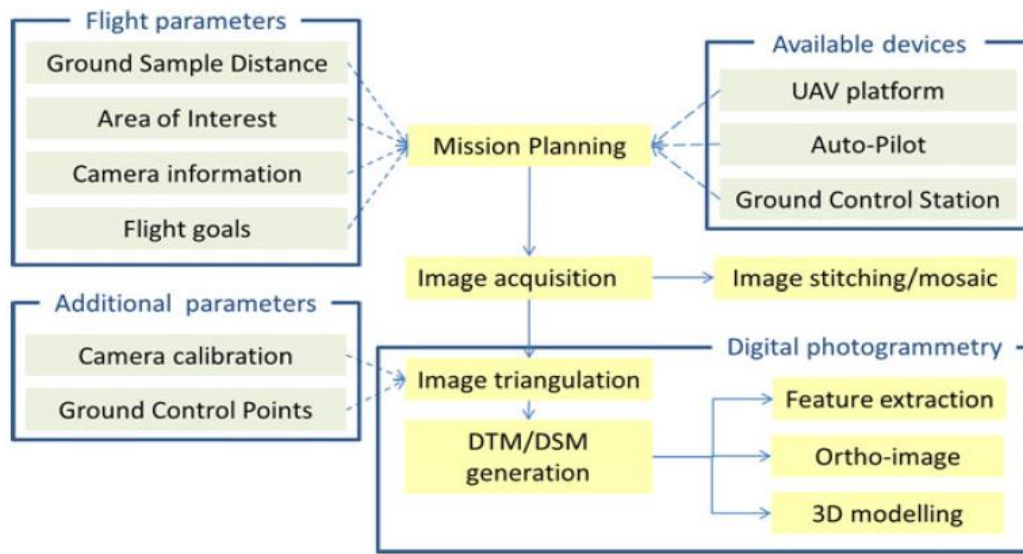 Flight parameters
Ground Sample Distance
Area of Interest
Camera information
Flight goals
Available devices
UAV platform
Auto-Pilot
Ground Control Station
Mission Planning
Image acquisition
Image stitching/mosaic
Additional parameters
Camera calibration
Ground Control Points
Digital photogrammetry
Image triangulation
DTM/DSM
generation
Feature extraction
Ortho-image
3D modelling